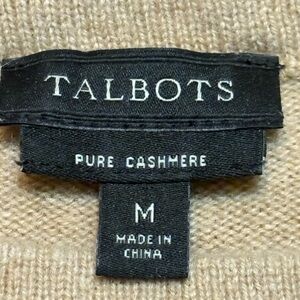 TALBOTS
PURE CASHMERE
M
MADE IN
CHINA